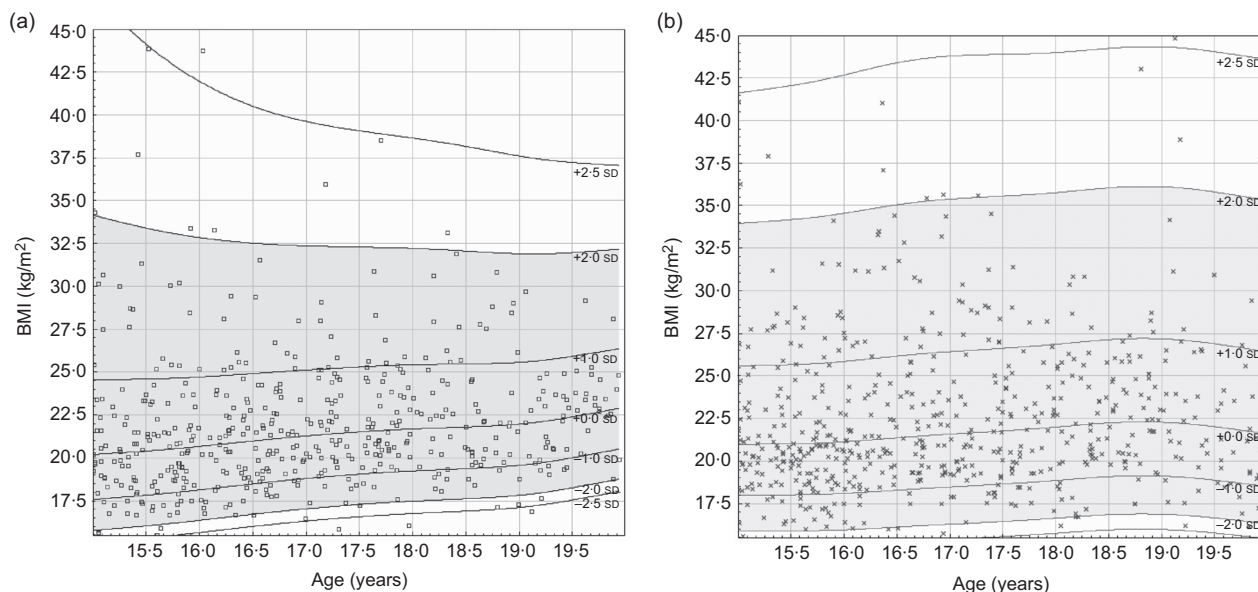 (a)
45·0
42·5
40·0
37·5
35·0
32·5
30·0
27·5
25·0
22·5
20·0
17·5
BMI (kg/m²)
+2·5 SD
+2·0 SD
+1·0 SD
+0·0 SD
–1·0 SD
–2·0 SD
–2·5 SD
15·5 16·0 16·5 17·0 17·5 18·0 18·5 19·0 19·5
Age (years)
(b)
45·0
42·5
40·0
37·5
35·0
32·5
30·0
27·5
25·0
22·5
20·0
17·5
BMI (kg/m²)
+2·5 SD
+2·0 SD
+1·0 SD
+0·0 SD
–1·0 SD
–2·0 SD
15·5 16·0 16·5 17·0 17·5 18·0 18·5 19·0 19·5
Age (years)